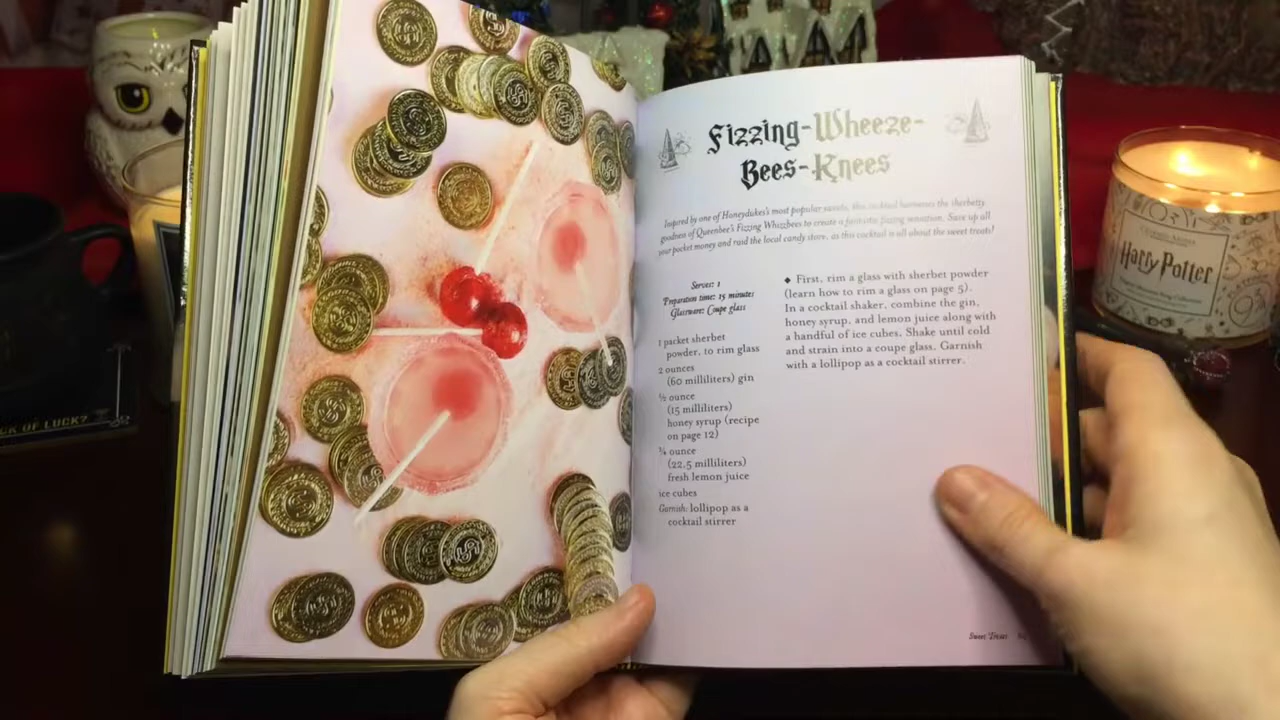 Fizzing-Wheeze-
Bees-Knees
Inspired by one of Honeydukes's most popular sweets, this cocktail harnesses the sherbetty
goodness of Queenbee's Fizzing Whizzbees to create a fantastic fizzing sensation. Save up all
your pocket money and raid the local candy store, as this cocktail is all about the sweet treats!
Serves: 1
Preparation time: 15 minutes
Glassware: Coupe glass
1 packet sherbet
powder, to rim glass
2 ounces
(60 milliliters) gin
½ ounce
(15 milliliters)
honey syrup (recipe
on page 12)
¾ ounce
(22.5 milliliters)
fresh lemon juice
ice cubes
Garnish: lollipop as a
cocktail stirrer
◆ First, rim a glass with sherbet powder
(learn how to rim a glass on page 5).
In a cocktail shaker, combine the gin,
honey syrup, and lemon juice along with
a handful of ice cubes. Shake until cold
and strain into a coupe glass. Garnish
with a lollipop as a cocktail stirrer.
Sweet Treats
Harry Potter
OF LUCK?